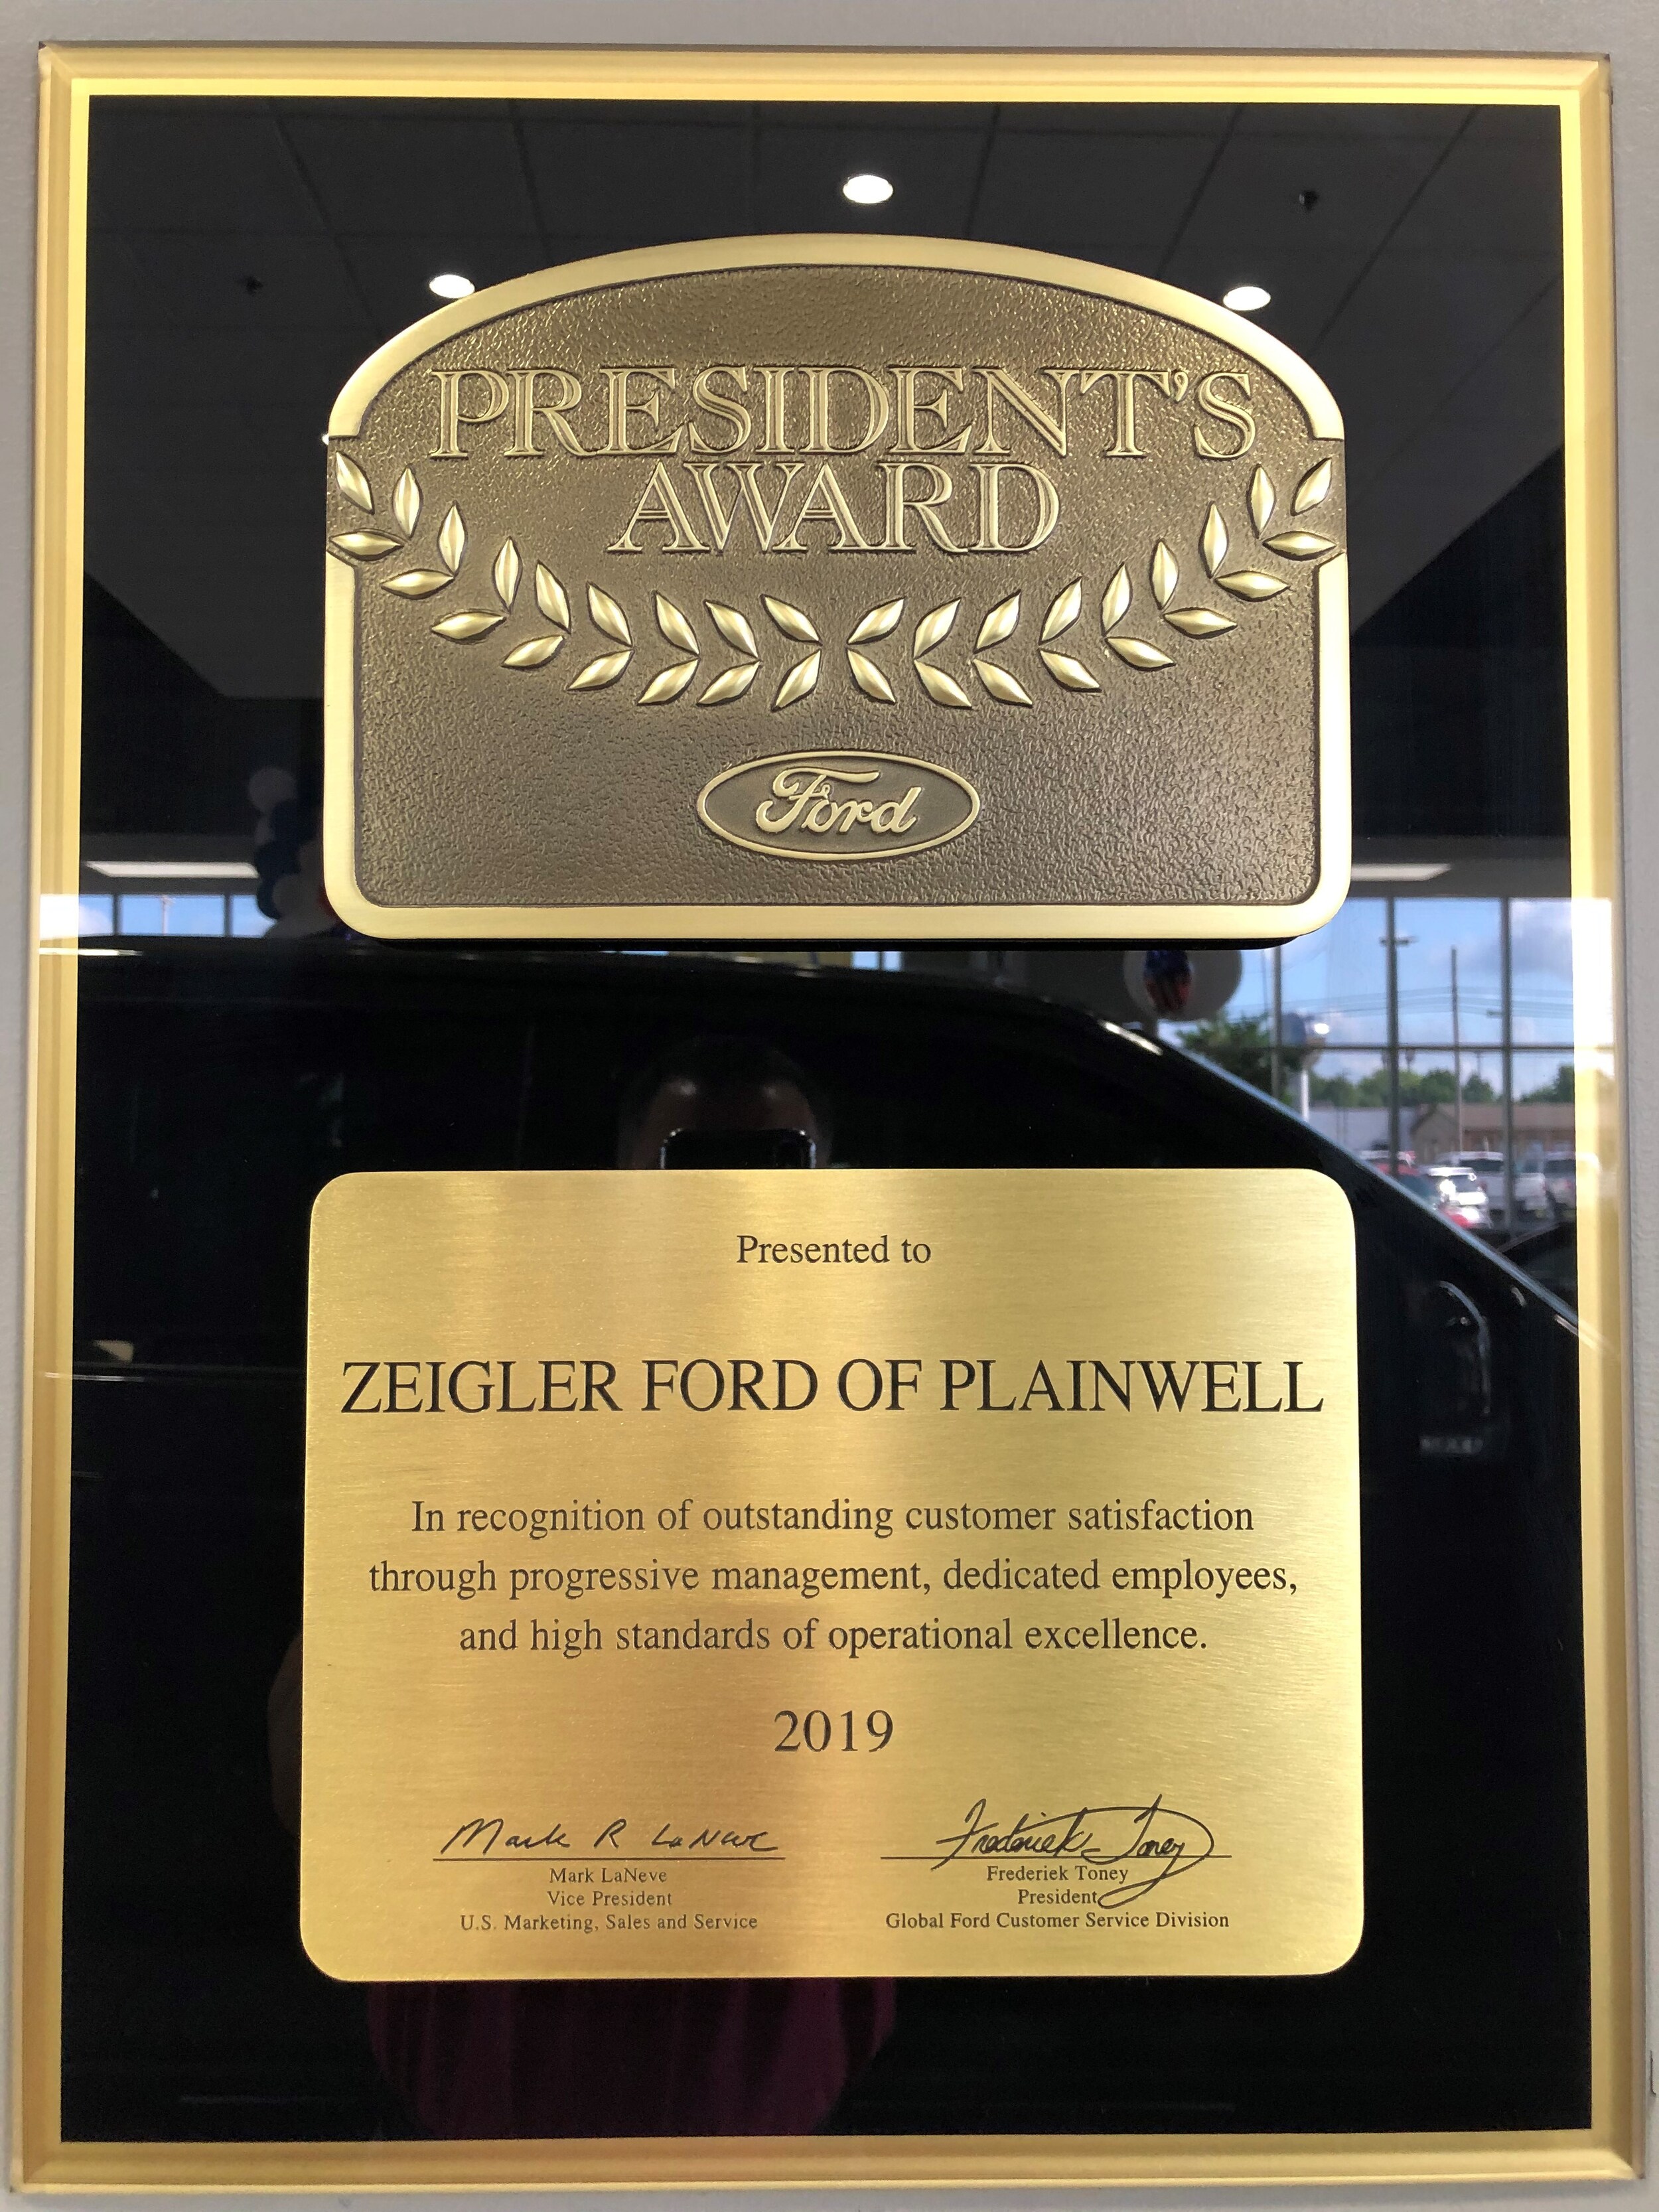 PRESIDENT'S
AWARD
Ford
Presented to
ZEIGLER FORD OF PLAINWELL
In recognition of outstanding customer satisfaction
through progressive management, dedicated employees,
and high standards of operational excellence.
2019
Mark R LaNeve
Frederiek Toney
Mark LaNeve
Frederiek Toney
Vice President
President
U.S. Marketing, Sales and Service
Global Ford Customer Service Division